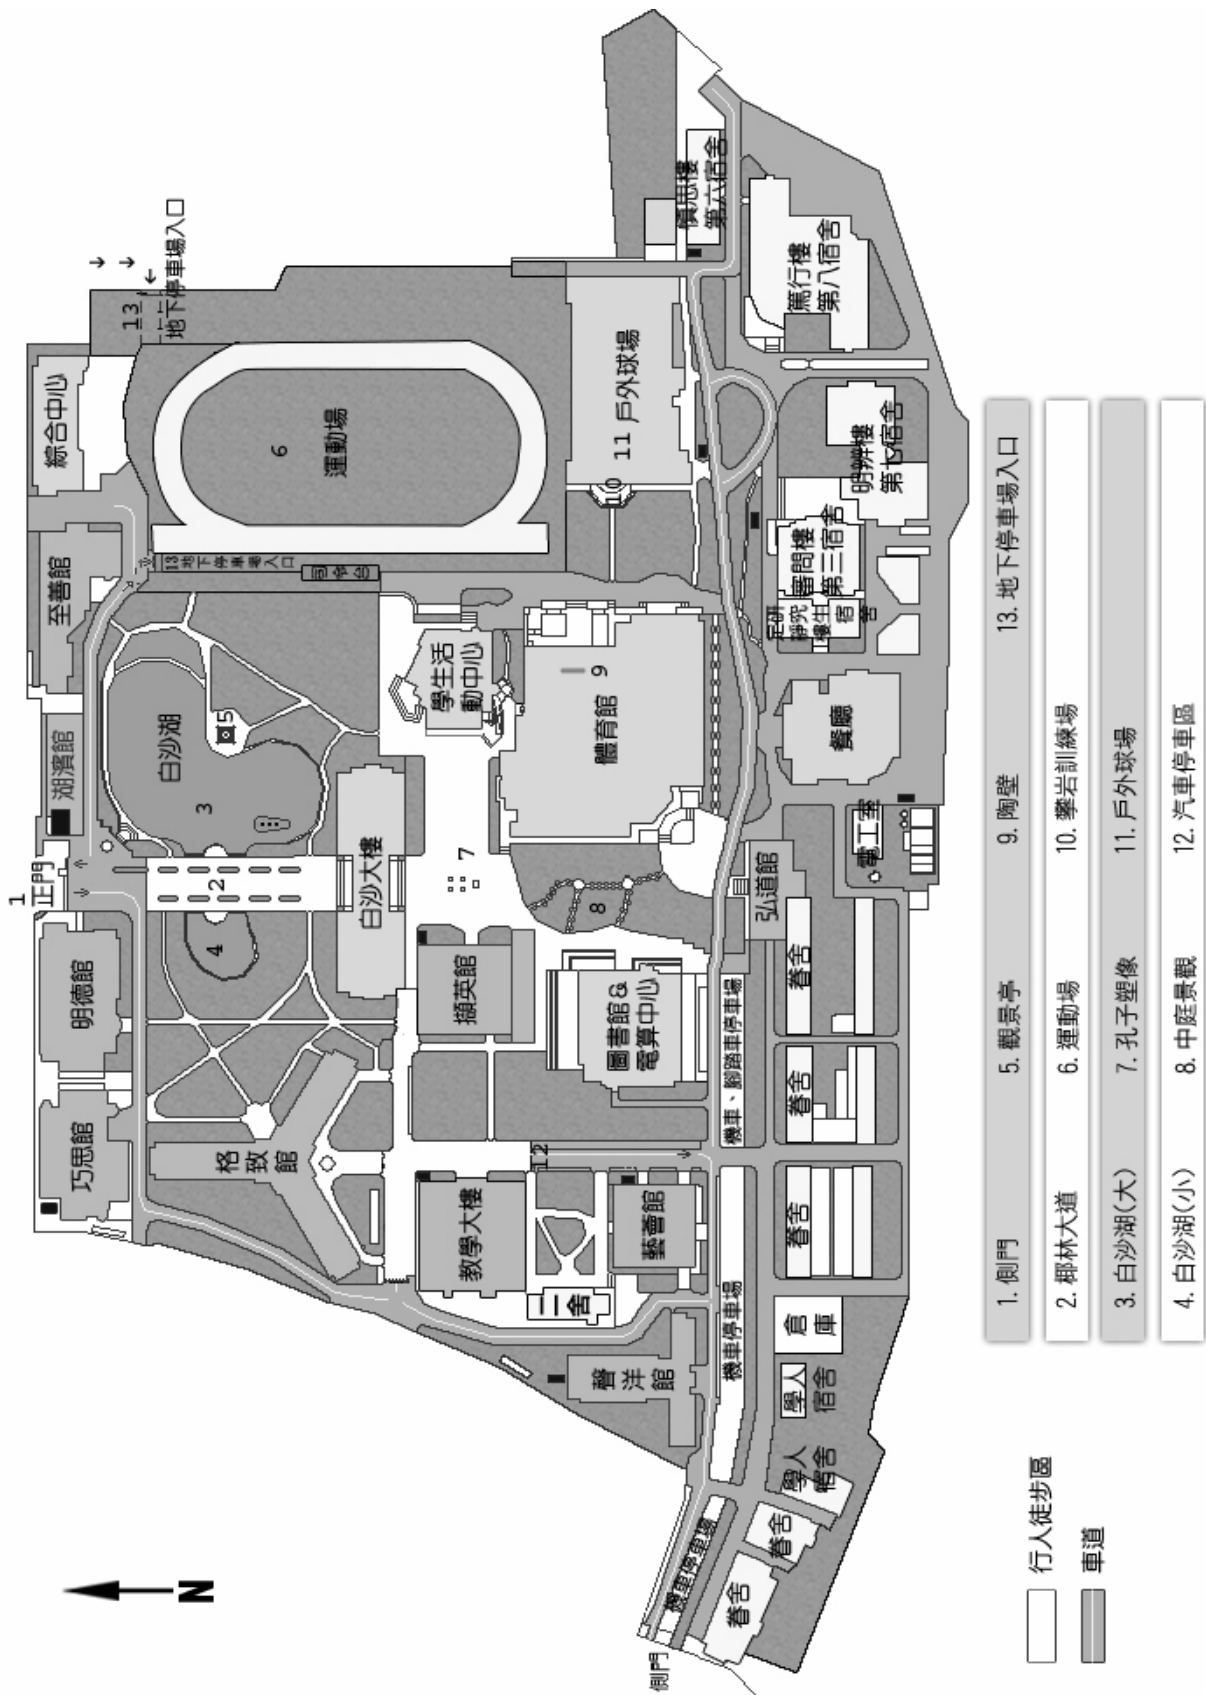 1
正門
明德館
巧思館
湖濱館
至善館
綜合中心
13
地下停車場入口
白沙湖
3
5
2
4
格致館
白沙大樓
13地下停車場入口
司令台
6
運動場
學生活
動中心
7
擷英館
教學大樓
12
二舍
藝薈館
聲洋館
圖書館&
電算中心
8
9
體育館
10
11 戶外球場
慎思樓
第六宿舍
篤行樓
第八宿舍
明辨樓
第七宿舍
審問樓
第三宿舍
定靜樓
研究生
宿舍
餐廳
電工室
弘道館
機車、腳踏車停車場
機車停車場
機車停車場
眷舍
眷舍
眷舍
倉庫
學人
宿舍
學人
宿舍
眷舍
眷舍
側門
N
行人徒步區
車道
1. 側門
5. 觀景亭
9. 陶壁
13. 地下停車場入口
2. 椰林大道
6. 運動場
10. 攀岩訓練場
3. 白沙湖(大)
7. 孔子塑像
11. 戶外球場
4. 白沙湖(小)
8. 中庭景觀
12. 汽車停車區